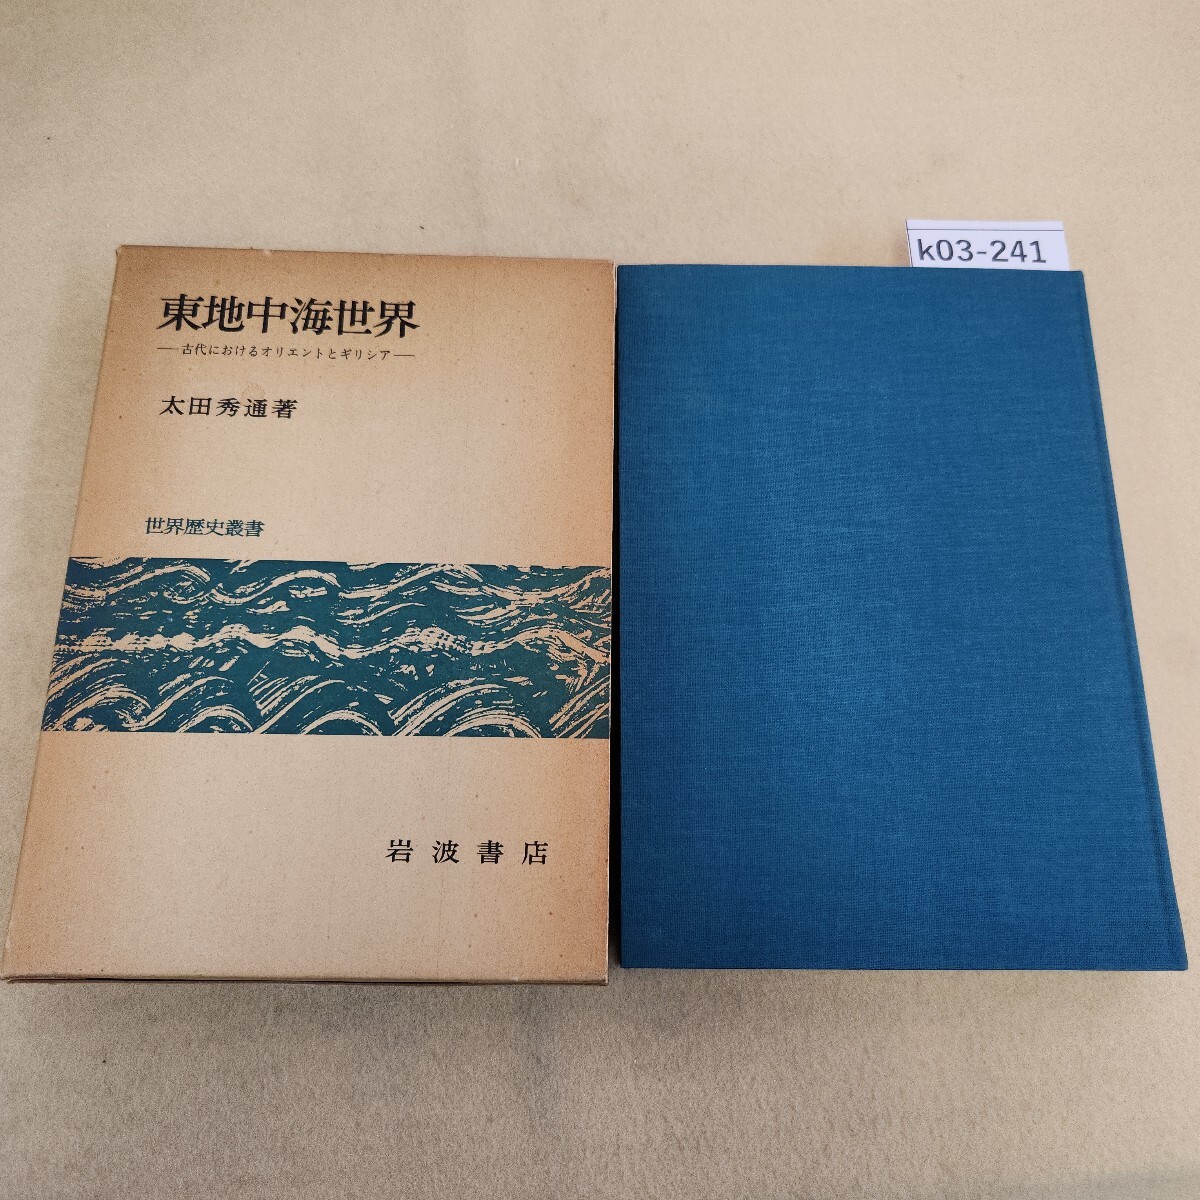 東地中海世界
―古代におけるオリエントとギリシア―
太田秀通著
世界歴史叢書
岩波書店
k03-241